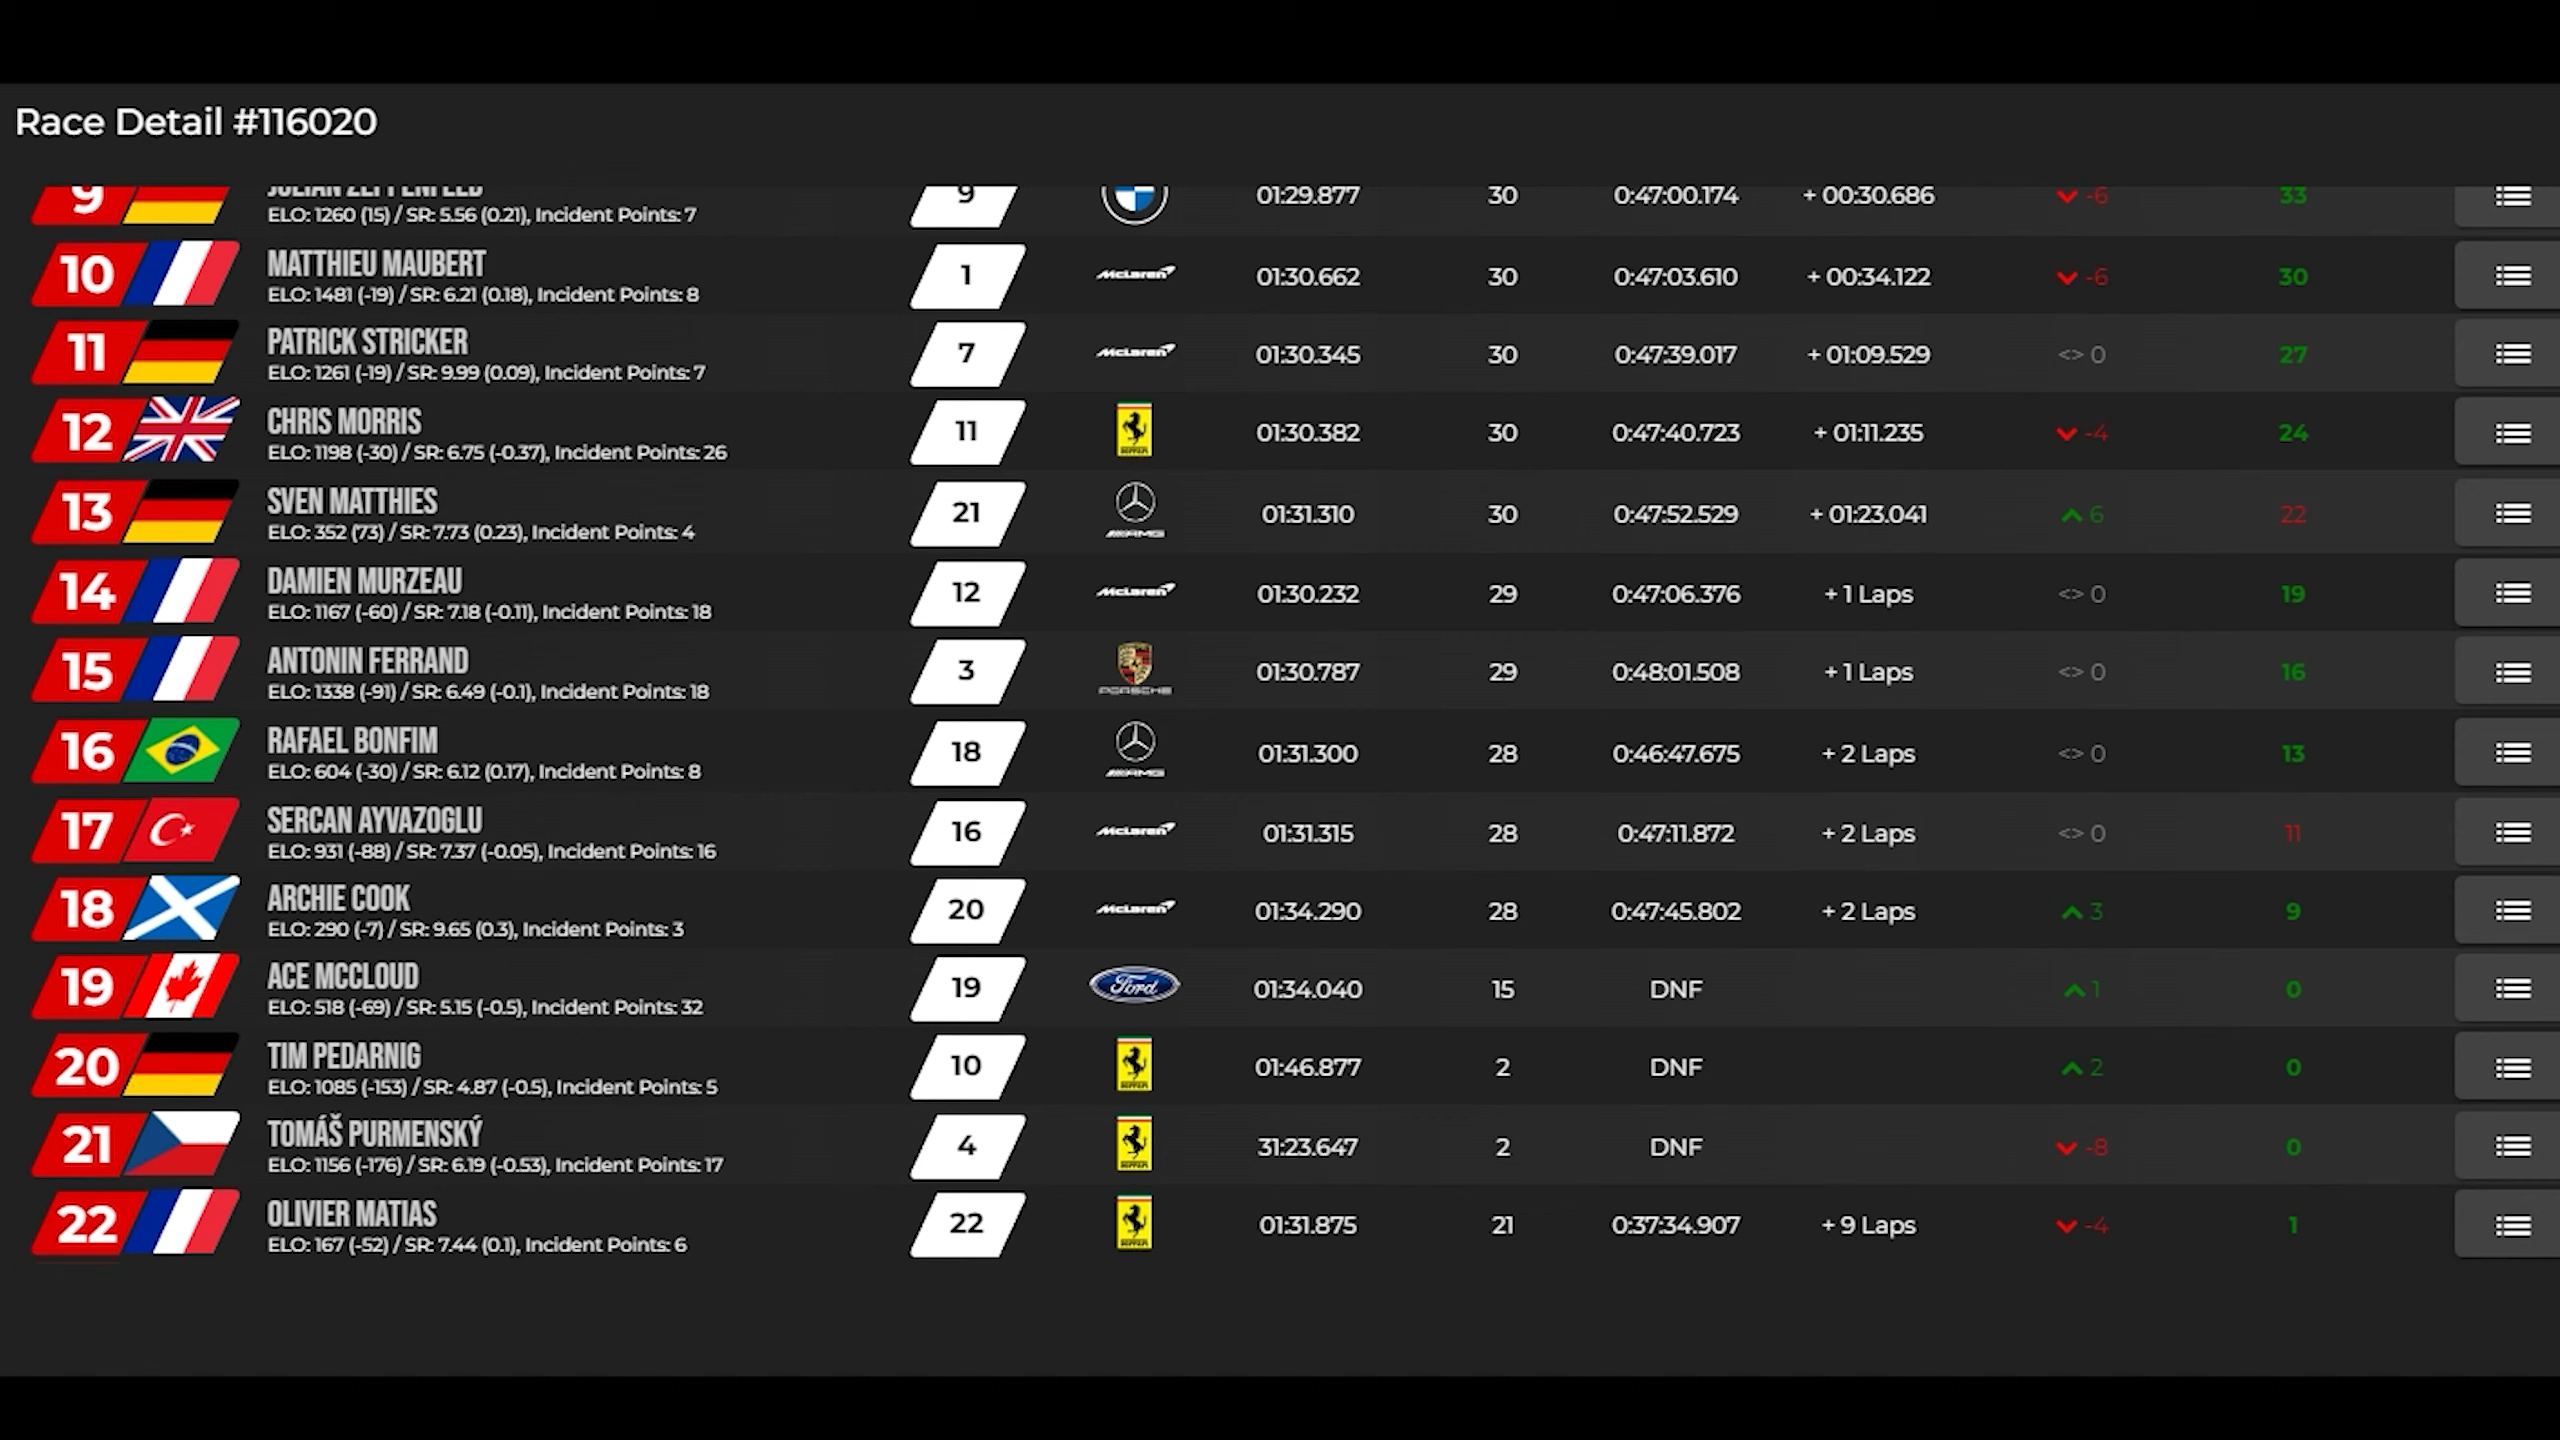 Race Detail #116020
9 JULIAN ZEFFENFELD 9 01:29.877 30 0:47:00.174 + 00:30.686 -6 33
ELO: 1260 (15) / SR: 5.56 (0.21), Incident Points: 7
10 MATTHIEU MAUBERT 1 McLaren 01:30.662 30 0:47:03.610 + 00:34.122 -6 30
ELO: 1481 (-19) / SR: 6.21 (0.18), Incident Points: 8
11 PATRICK STRICKER 7 McLaren 01:30.345 30 0:47:39.017 + 01:09.529 <> 0 27
ELO: 1261 (-19) / SR: 9.99 (0.09), Incident Points: 7
12 CHRIS MORRIS 11 Ferrari 01:30.382 30 0:47:40.723 + 01:11.235 -4 24
ELO: 1198 (-30) / SR: 6.75 (-0.37), Incident Points: 26
13 SVEN MATTHIES 21 AMG 01:31.310 30 0:47:52.529 + 01:23.041 6 22
ELO: 352 (73) / SR: 7.73 (0.23), Incident Points: 4
14 DAMIEN MURZEAU 12 McLaren 01:30.232 29 0:47:06.376 + 1 Laps <> 0 19
ELO: 1167 (-60) / SR: 7.18 (-0.11), Incident Points: 18
15 ANTONIN FERRAND 3 PORSCHE 01:30.787 29 0:48:01.508 + 1 Laps <> 0 16
ELO: 1338 (-91) / SR: 6.49 (-0.1), Incident Points: 18
16 RAFAEL BONFIM 18 AMG 01:31.300 28 0:46:47.675 + 2 Laps <> 0 13
ELO: 604 (-30) / SR: 6.12 (0.17), Incident Points: 8
17 SERCAN AYVAZOGLU 16 McLaren 01:31.315 28 0:47:11.872 + 2 Laps <> 0 11
ELO: 931 (-88) / SR: 7.37 (-0.05), Incident Points: 16
18 ARCHIE COOK 20 McLaren 01:34.290 28 0:47:45.802 + 2 Laps 3 9
ELO: 290 (-7) / SR: 9.65 (0.3), Incident Points: 3
19 ACE MCCLOUD 19 Ford 01:34.040 15 DNF 1 0
ELO: 518 (-69) / SR: 5.15 (-0.5), Incident Points: 32
20 TIM PEDARNIG 10 Ferrari 01:46.877 2 DNF 2 0
ELO: 1085 (-153) / SR: 4.87 (-0.5), Incident Points: 5
21 TOMÁŠ PURMENSKÝ 4 Ferrari 31:23.647 2 DNF -8 0
ELO: 1156 (-176) / SR: 6.19 (-0.53), Incident Points: 17
22 OLIVIER MATIAS 22 Ferrari 01:31.875 21 0:37:34.907 + 9 Laps -4 1
ELO: 167 (-52) / SR: 7.44 (0.1), Incident Points: 6